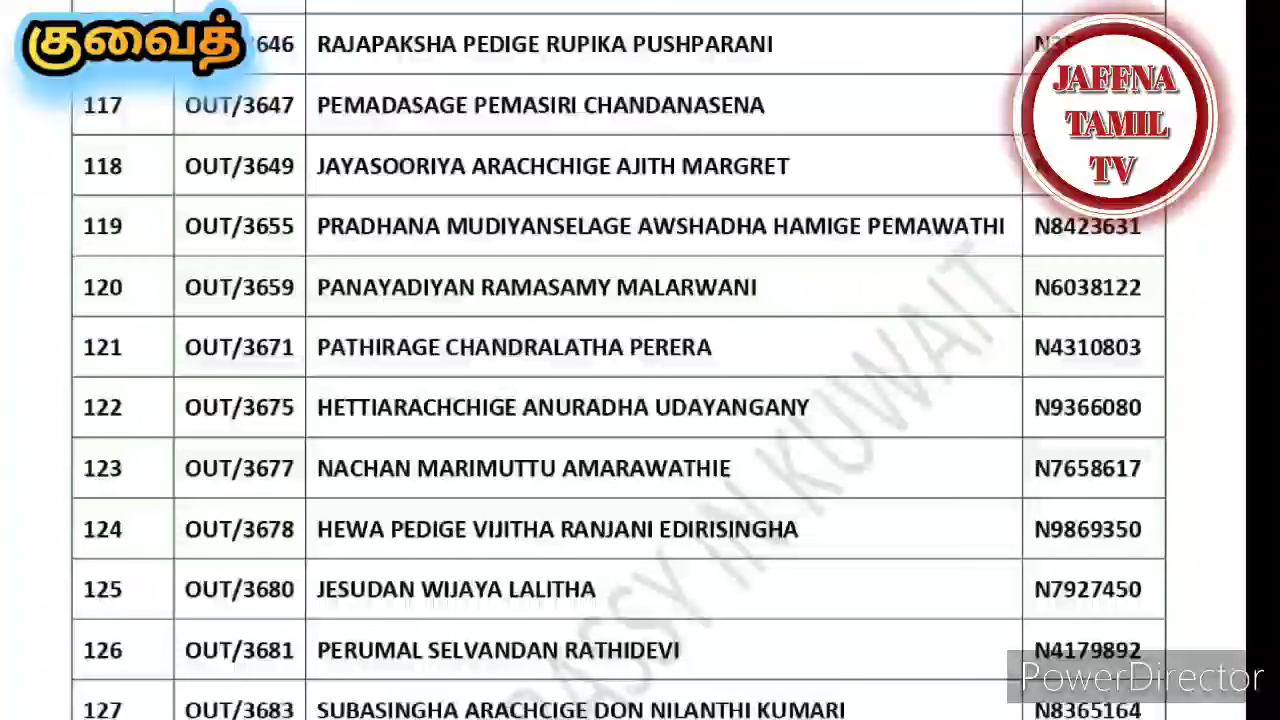 குவைத்
646 RAJAPAKSHA PEDIGE RUPIKA PUSHPARANI
117 OUT/3647 PEMADASAGE PEMASIRI CHANDANASENA
118 OUT/3649 JAYASOORIYA ARACHCHIGE AJITH MARGRET
119 OUT/3655 PRADHANA MUDIYANSELAGE AWSHADHA HAMIGE PEMAWATHI N8423631
120 OUT/3659 PANAYADIYAN RAMASAMY MALARWANI N6038122
121 OUT/3671 PATHIRAGE CHANDRALATHA PERERA N4310803
122 OUT/3675 HETTIARACHCHIGE ANURADHA UDAYANGANY N9366080
123 OUT/3677 NACHAN MARIMUTTU AMARAWATHIE N7658617
124 OUT/3678 HEWA PEDIGE VIJITHA RANJANI EDIRISINGHA N9869350
125 OUT/3680 JESUDAN WIJAYA LALITHA N7927450
126 OUT/3681 PERUMAL SELVANDAN RATHIDEVI N4179892
127 OUT/3683 SUBASINGHA ARACHCIGE DON NILANTHI KUMARI N8365164
JAFFNA
TAMIL
TV
ASSY IN KUWAIT
PowerDirector